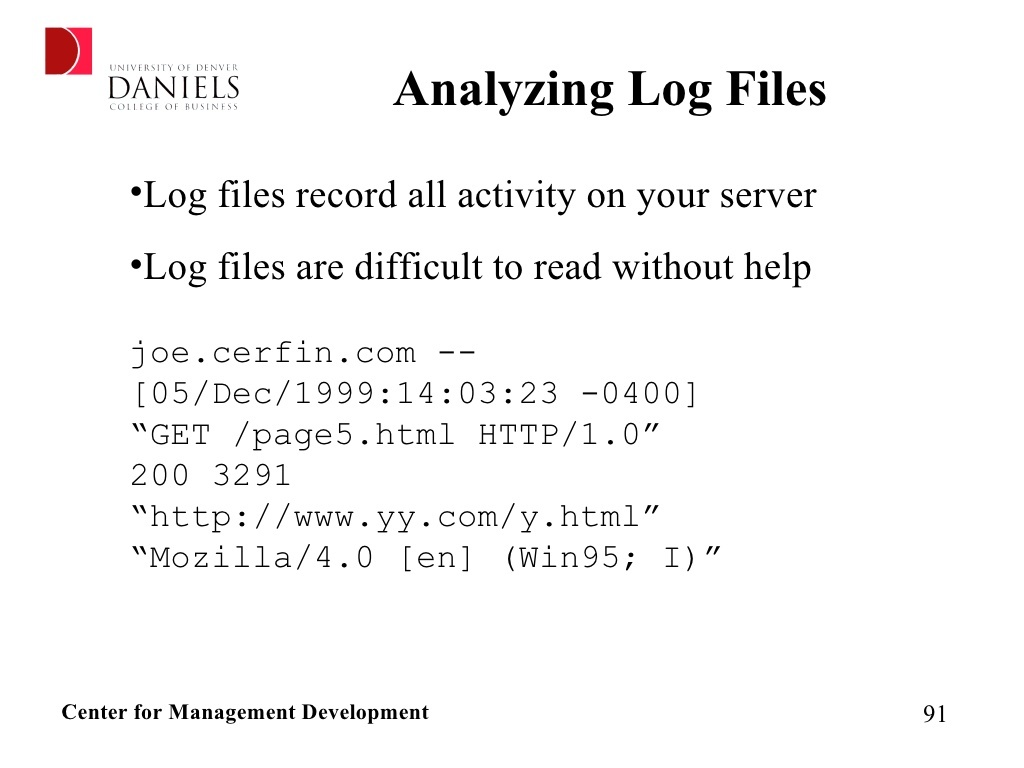 UNIVERSITY OF DENVER
DANIELS
COLLEGE OF BUSINESS
Analyzing Log Files
•Log files record all activity on your server
•Log files are difficult to read without help
joe.cerfin.com --
[05/Dec/1999:14:03:23 -0400]
“GET /page5.html HTTP/1.0”
200 3291
“http://www.yy.com/y.html”
“Mozilla/4.0 [en] (Win95; I)”
Center for Management Development
91